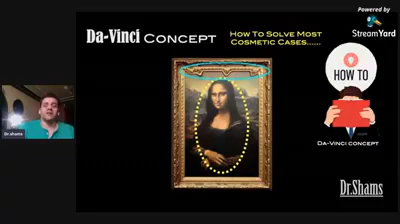 Powered by
StreamYard
Da-Vinci Concept
How To Solve Most
Cosmetic Cases......
HOW TO
Dr.shams
Da-Vinci concept
Dr.Shams